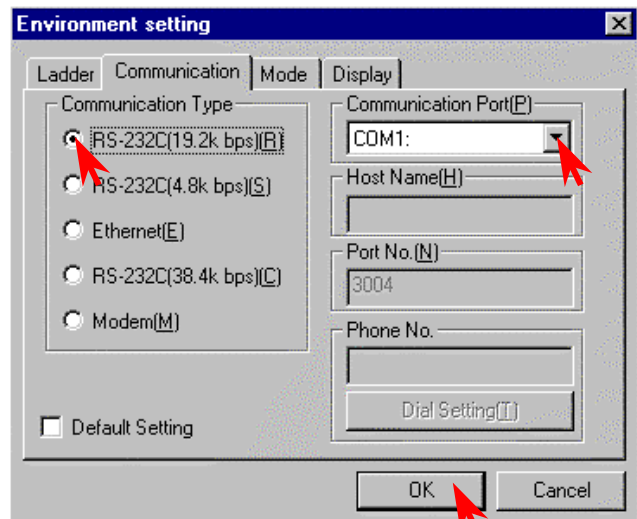 Environment setting
Ladder Communication Mode Display
Communication Type
RS-232C(19.2k bps)(R)
RS-232C(4.8k bps)(S)
Ethernet(E)
RS-232C(38.4k bps)(C)
Modem(M)
Default Setting
Communication Port(P)
COM1:
Host Name(H)
Port No.(N)
3004
Phone No.
Dial Setting(T)
OK Cancel